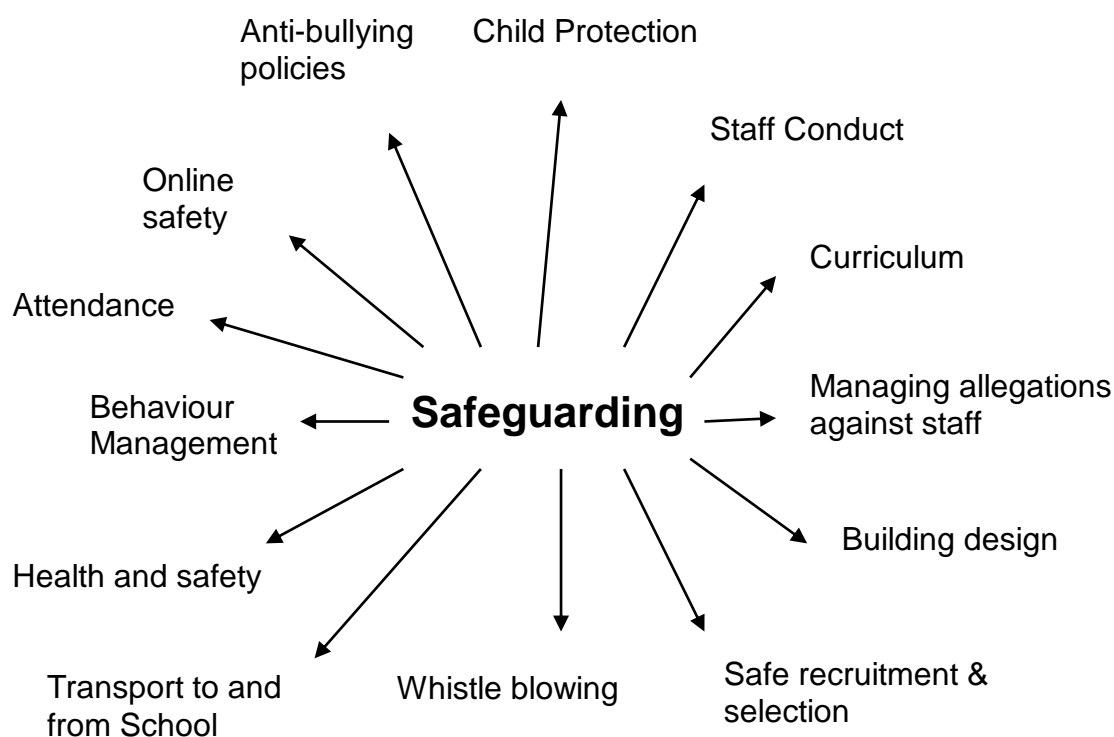 Anti-bullying
policies
Child Protection
Staff Conduct
Online
safety
Curriculum
Attendance
Managing allegations
against staff
Behaviour
Management
Safeguarding
Building design
Health and safety
Safe recruitment &
selection
Whistle blowing
Transport to and
from School